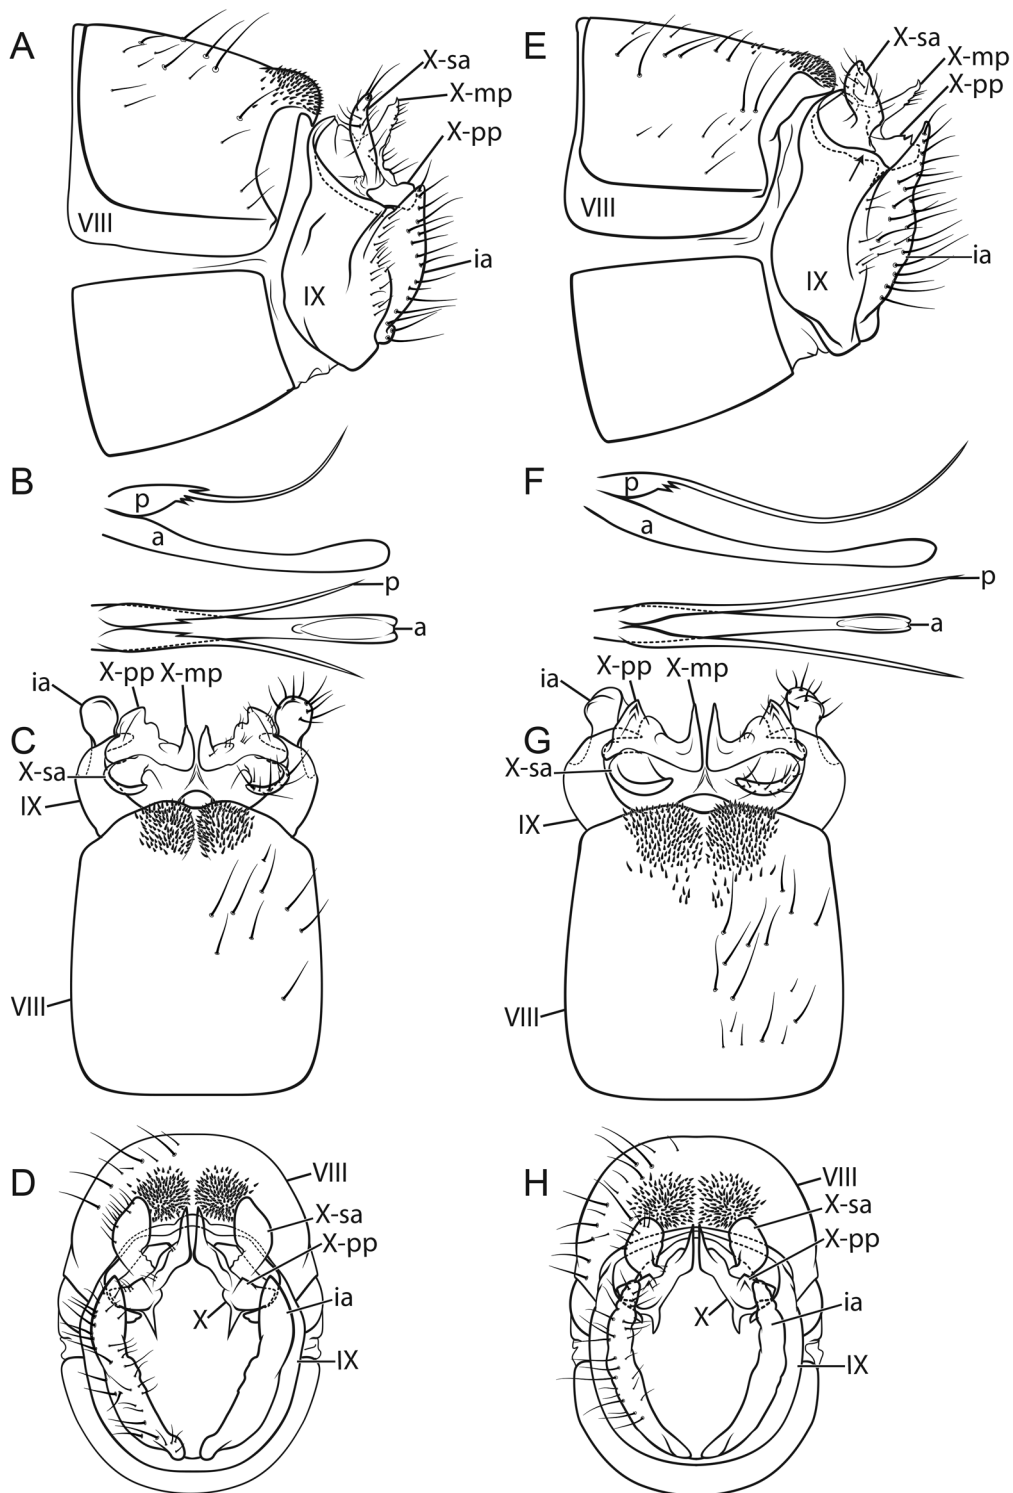 A
X-sa
X-mp
X-pp
VIII
IX
ia
E
X-sa
X-mp
X-pp
VIII
IX
ia
B
p
a
p
a
F
p
a
p
a
C
ia
X-pp X-mp
X-sa
IX
VIII
G
ia
X-pp X-mp
X-sa
IX
VIII
D
VIII
X-sa
X-pp
X
ia
IX
H
VIII
X-sa
X-pp
X
ia
IX